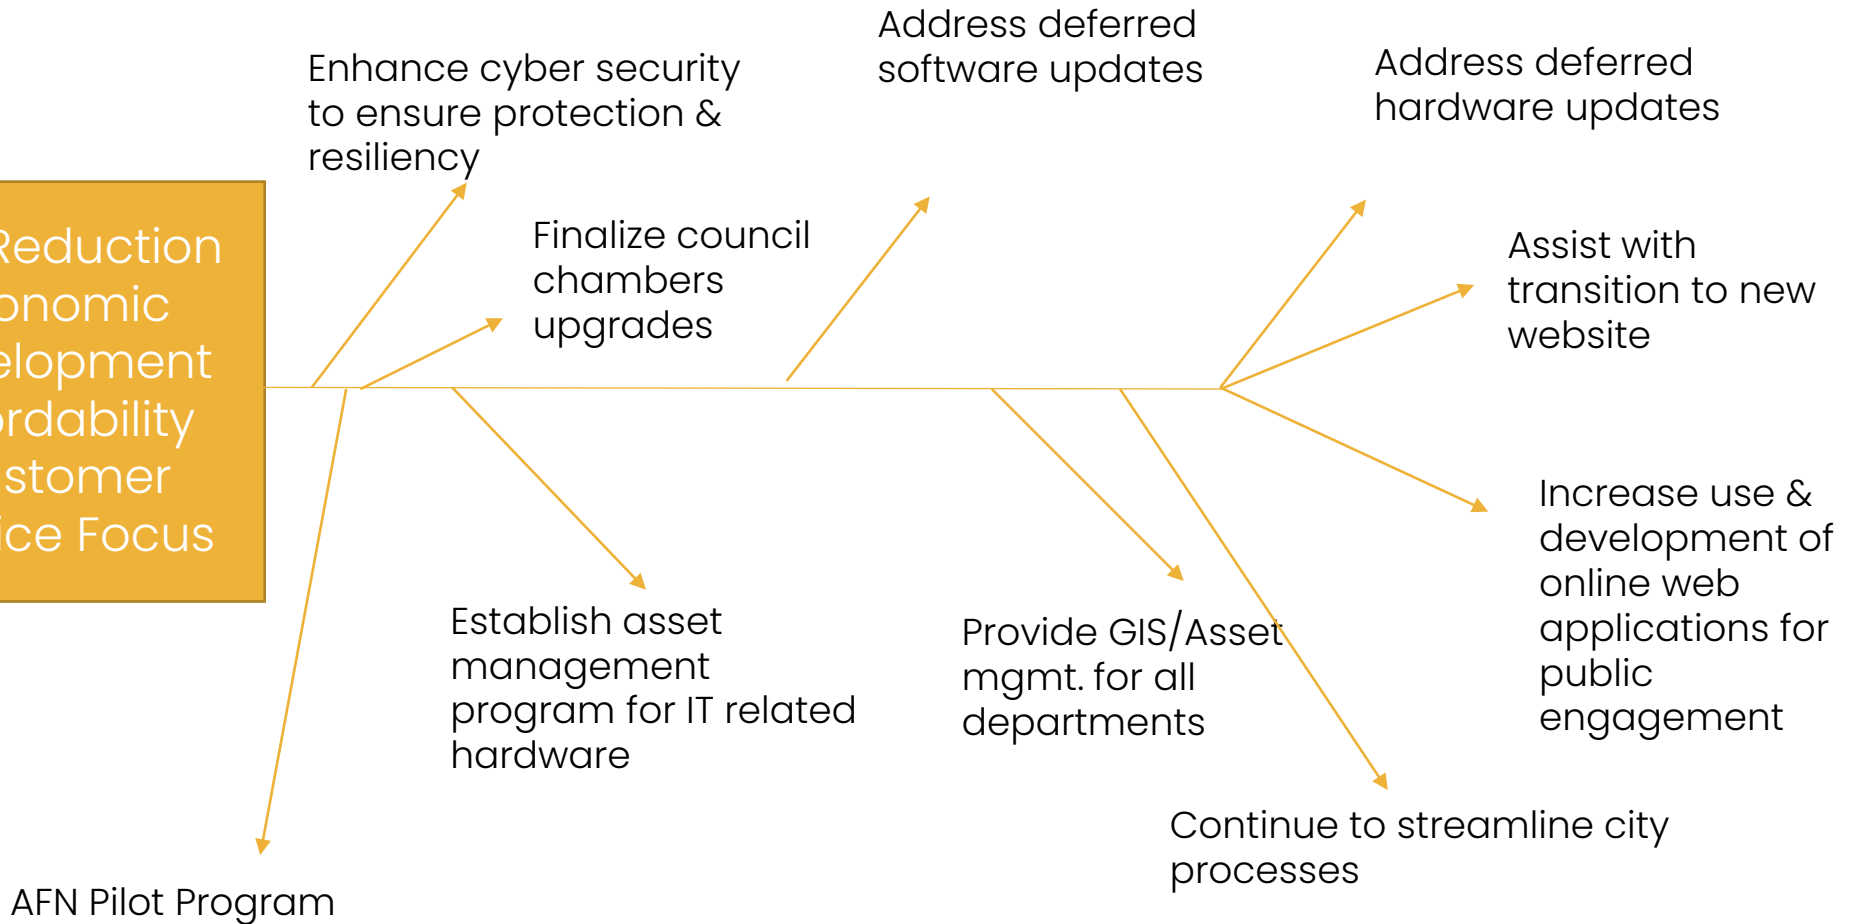 Address deferred
software updates
Enhance cyber security
to ensure protection &
resiliency
Address deferred
hardware updates
Finalize council
chambers
upgrades
Assist with
transition to new
website
Reduction
onomic
elopment
ordability
stomer
ice Focus
Increase use &
development of
online web
applications for
public
engagement
Establish asset
management
program for IT related
hardware
Provide GIS/Asset
mgmt. for all
departments
Continue to streamline city
processes
AFN Pilot Program